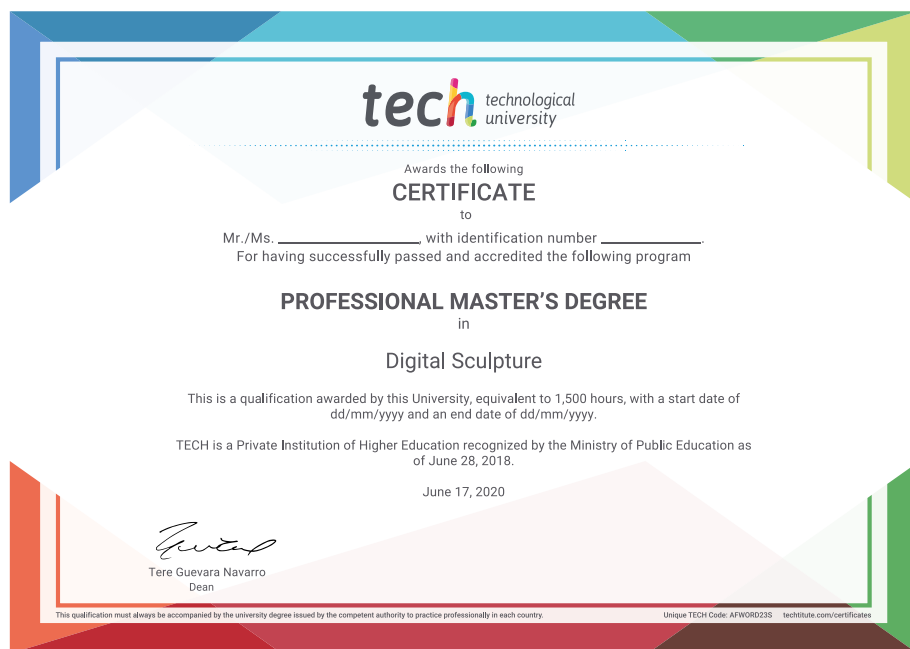 tech technological
university
Awards the following
CERTIFICATE
to
Mr./Ms. ____________________, with identification number ______________.
For having successfully passed and accredited the following program
PROFESSIONAL MASTER'S DEGREE
in
Digital Sculpture
This is a qualification awarded by this University, equivalent to 1,500 hours, with a start date of
dd/mm/yyyy and an end date of dd/mm/yyyy.
TECH is a Private Institution of Higher Education recognized by the Ministry of Public Education as
of June 28, 2018.
June 17, 2020
Tere Guevara Navarro
Dean
This qualification must always be accompanied by the university degree issued by the competent authority to practice professionally in each country. Unique TECH Code: AFWORD23S techtitute.com/certificates